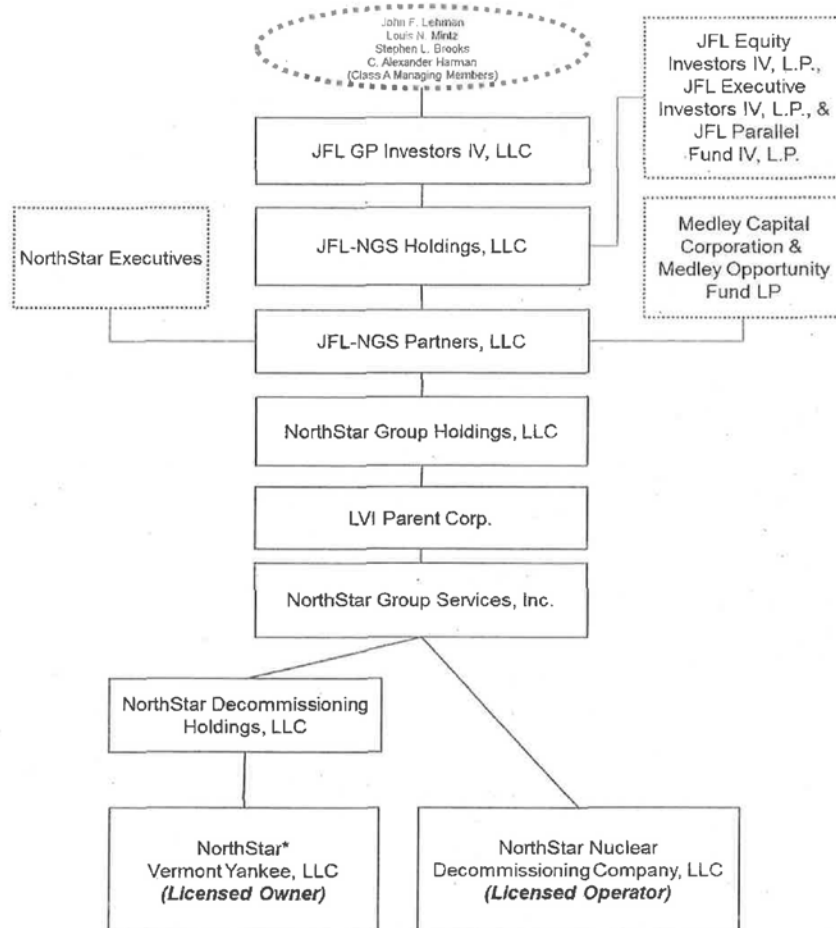 John F. Lehman
Louis N. Mintz
Stephen L. Brooks
C. Alexander Harman
(Class A Managing Members)
JFL Equity
Investors IV, L.P.,
JFL Executive
Investors IV, L.P., &
JFL Parallel
Fund IV, L.P.
JFL GP Investors IV, LLC
JFL-NGS Holdings, LLC
NorthStar Executives
Medley Capital
Corporation &
Medley Opportunity
Fund LP
JFL-NGS Partners, LLC
NorthStar Group Holdings, LLC
LVI Parent Corp.
NorthStar Group Services, Inc.
NorthStar Decommissioning
Holdings, LLC
NorthStar*
Vermont Yankee, LLC
(Licensed Owner)
NorthStar Nuclear
Decommissioning Company, LLC
(Licensed Operator)